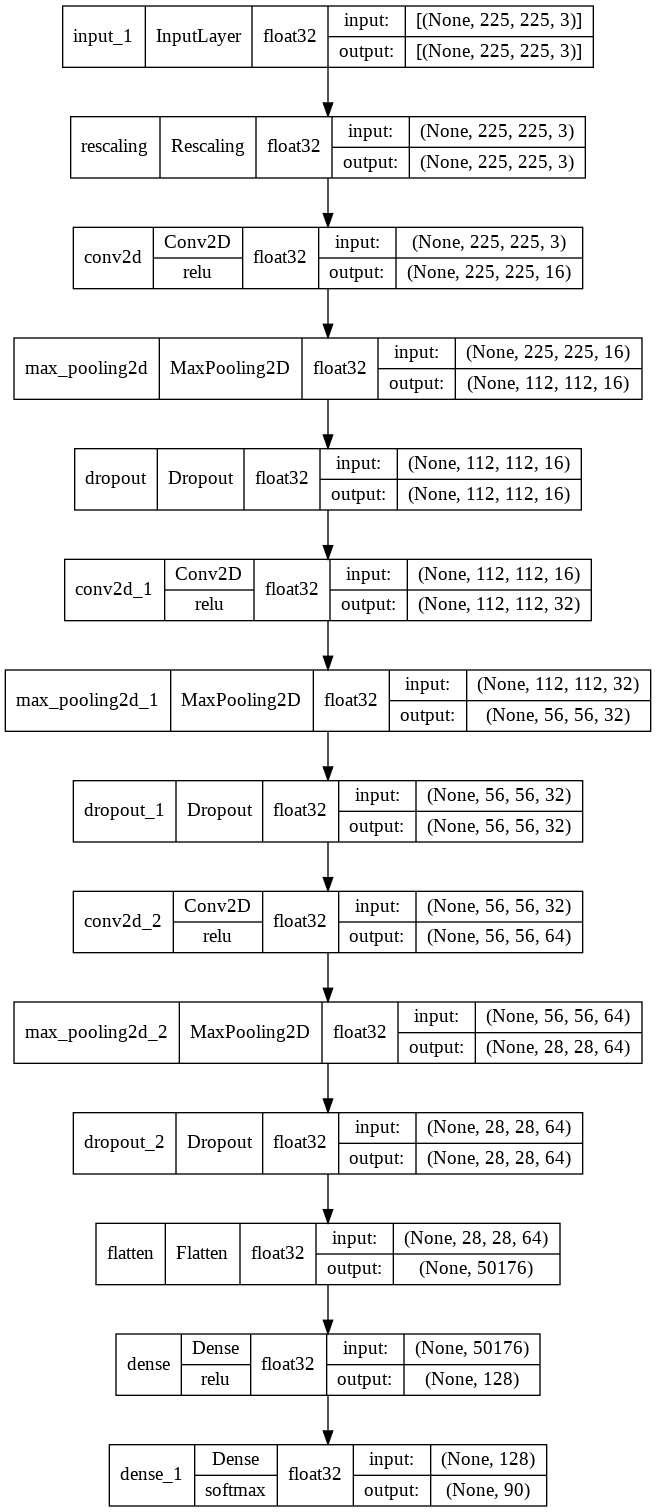 input_1 InputLayer float32 input: [(None, 225, 225, 3)]
output: [(None, 225, 225, 3)]
rescaling Rescaling float32 input: (None, 225, 225, 3)
output: (None, 225, 225, 3)
conv2d Conv2D relu float32 input: (None, 225, 225, 3)
output: (None, 225, 225, 16)
max_pooling2d MaxPooling2D float32 input: (None, 225, 225, 16)
output: (None, 112, 112, 16)
dropout Dropout float32 input: (None, 112, 112, 16)
output: (None, 112, 112, 16)
conv2d_1 Conv2D relu float32 input: (None, 112, 112, 16)
output: (None, 112, 112, 32)
max_pooling2d_1 MaxPooling2D float32 input: (None, 112, 112, 32)
output: (None, 56, 56, 32)
dropout_1 Dropout float32 input: (None, 56, 56, 32)
output: (None, 56, 56, 32)
conv2d_2 Conv2D relu float32 input: (None, 56, 56, 32)
output: (None, 56, 56, 64)
max_pooling2d_2 MaxPooling2D float32 input: (None, 56, 56, 64)
output: (None, 28, 28, 64)
dropout_2 Dropout float32 input: (None, 28, 28, 64)
output: (None, 28, 28, 64)
flatten Flatten float32 input: (None, 28, 28, 64)
output: (None, 50176)
dense Dense relu float32 input: (None, 50176)
output: (None, 128)
dense_1 Dense softmax float32 input: (None, 128)
output: (None, 90)